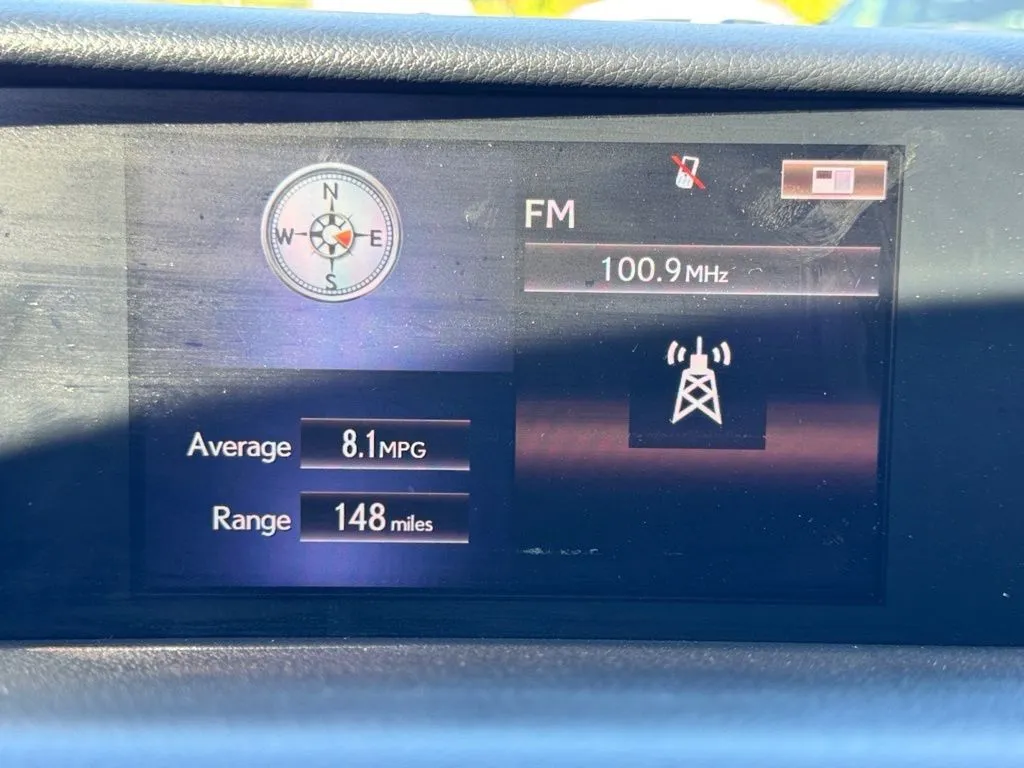 N
W E
S
Average 8.1MPG
Range 148 miles
FM
100.9MHz